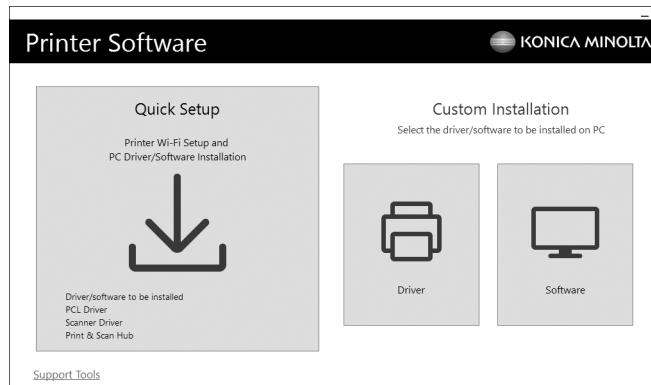 Printer Software
KONICA MINOLTA
Quick Setup
Printer Wi-Fi Setup and
PC Driver/Software Installation
Driver/software to be installed
PCL Driver
Scanner Driver
Print & Scan Hub
Custom Installation
Select the driver/software to be installed on PC
Driver
Software
Support Tools